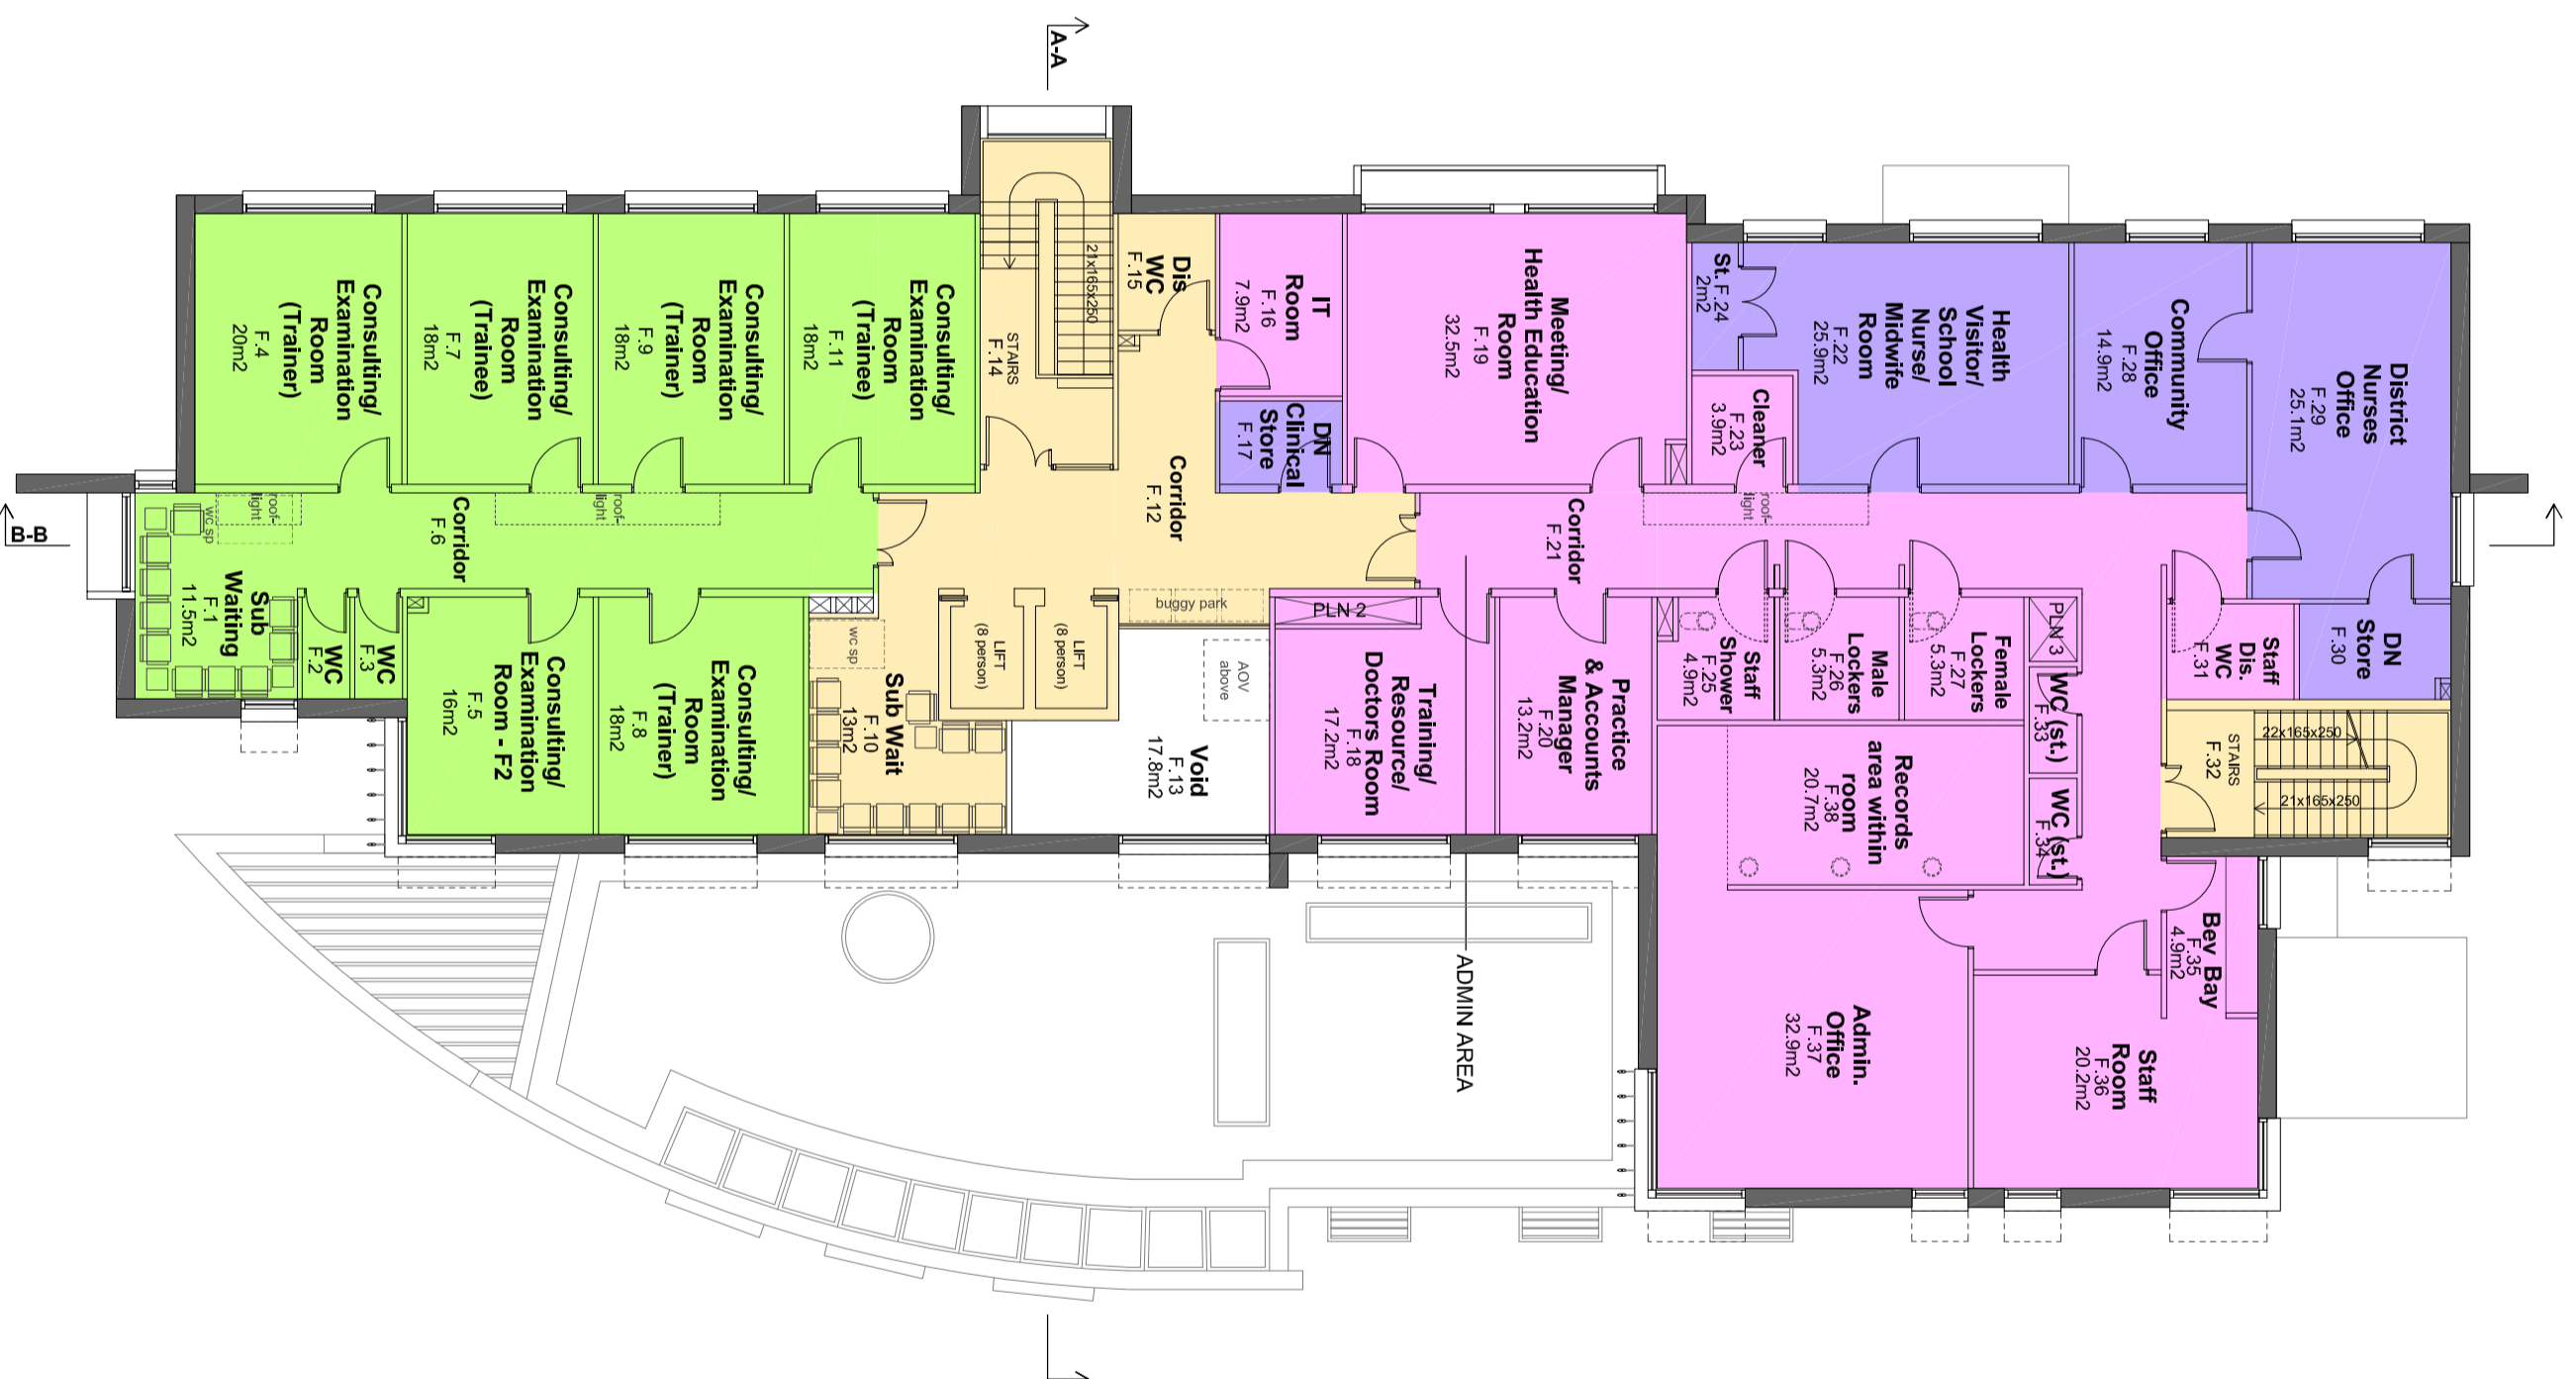 A-A
B-B
Consulting/
Examination
Room
(Trainer)
F.4
20m2
Consulting/
Examination
Room
(Trainee)
F.7
18m2
Consulting/
Examination
Room
(Trainer)
F.9
18m2
Consulting/
Examination
Room
(Trainee)
F.11
18m2
STAIRS
F.14
21x165x250
Dis
WC
F.15
IT
Room
F.16
7.9m2
DN
Clinical
Store
F.17
Meeting/
Health Education
Room
F.19
32.5m2
St. F.24
2m2
Cleaner
F.23
3.9m2
Health
Visitor/
School
Nurse/
Midwife
Room
F.22
25.9m2
Community
Office
F.28
14.9m2
District
Nurses
Office
F.29
25.1m2
roof-
light
wc sp
Corridor
F.6
roof-
light
Corridor
F.12
Corridor
F.21
roof-
light
Sub
Waiting
F.1
11.5m2
WC
F.2
WC
F.3
Consulting/
Examination
Room - F2
F.5
16m2
Consulting/
Examination
Room
(Trainer)
F.8
18m2
wc sp
Sub Wait
F.10
13m2
LIFT
(8 person)
LIFT
(8 person)
buggy park
AOV
above
Void
F.13
17.8m2
PLN 2
Training/
Resource/
Doctors Room
F.18
17.2m2
Practice
& Accounts
Manager
F.20
13.2m2
Staff
Shower
F.25
4.9m2
Male
Lockers
F.26
5.3m2
Female
Lockers
F.27
5.3m2
PLN 3
WC (st.)
F.33
WC (st.)
F.34
Staff
Dis.
WC
F.31
DN
Store
F.30
STAIRS
F.32
22x165x250
21x165x250
Records
area within
room
F.38
20.7m2
Bev Bay
F.35
4.9m2
Admin.
Office
F.37
32.9m2
Staff
Room
F.36
20.2m2
ADMIN AREA